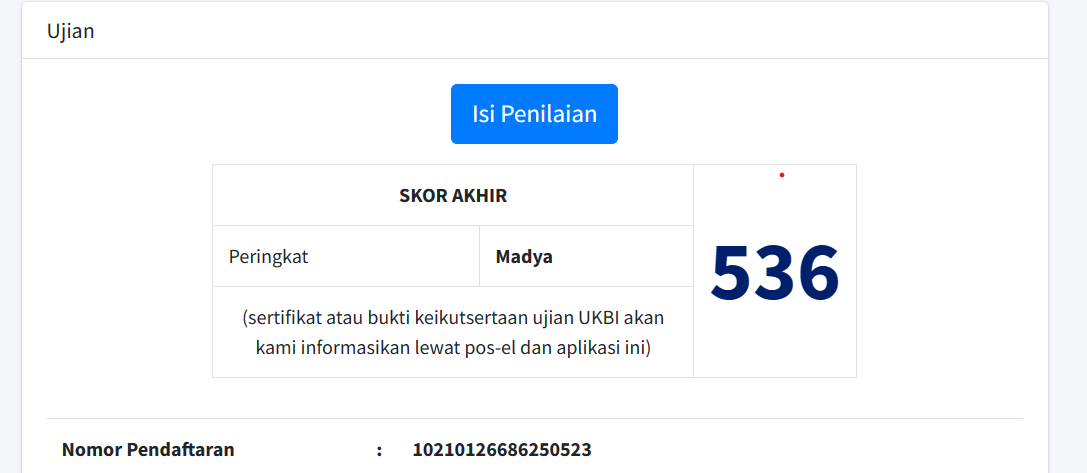 Ujian
Isi Penilaian
SKOR AKHIR
Peringkat Madya
536
(sertifikat atau bukti keikutsertaan ujian UKBI akan
kami informasikan lewat pos-el dan aplikasi ini)
Nomor Pendaftaran : 10210126686250523